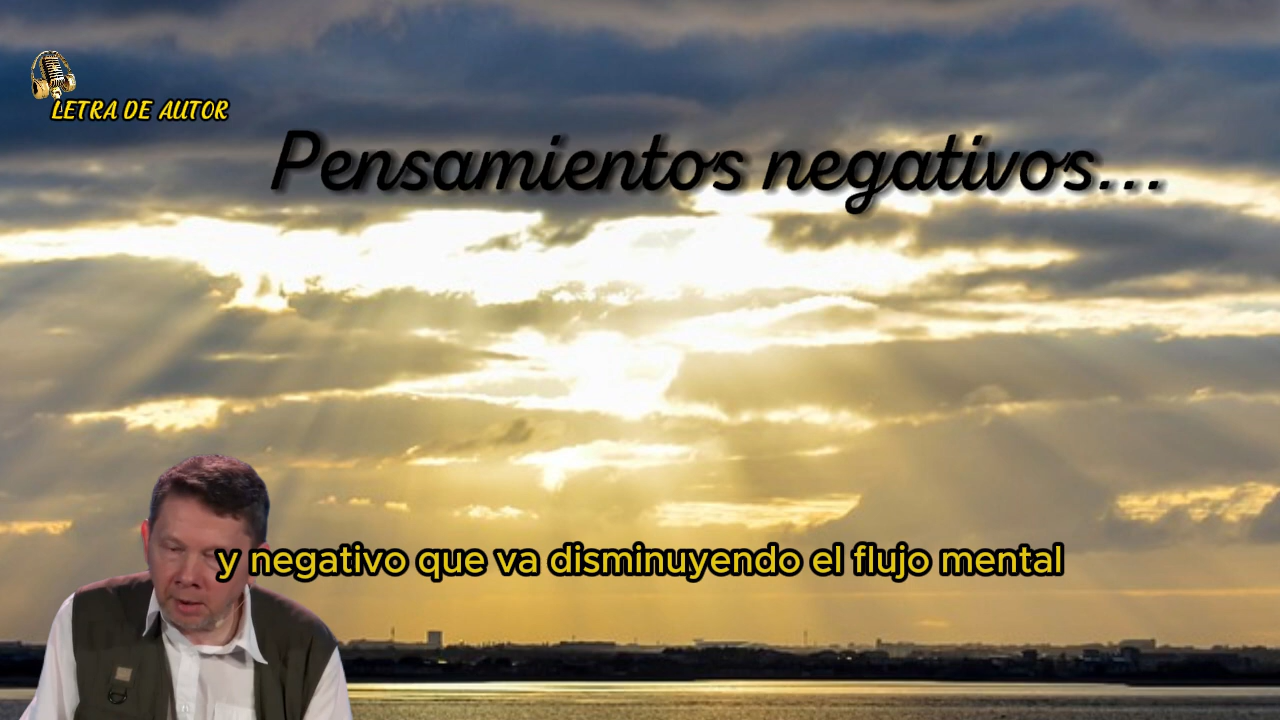 LETRA DE AUTOR
Pensamientos negativos...
y negativo que va disminuyendo el flujo mental